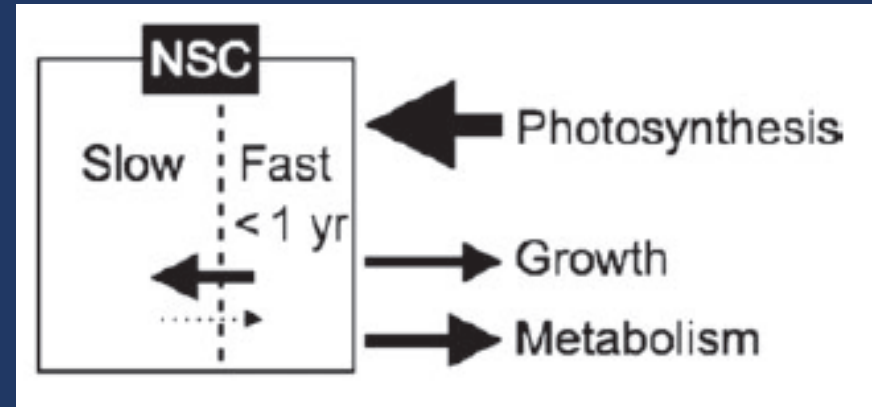 NSC
Slow Fast
< 1 yr
Photosynthesis
Growth
Metabolism